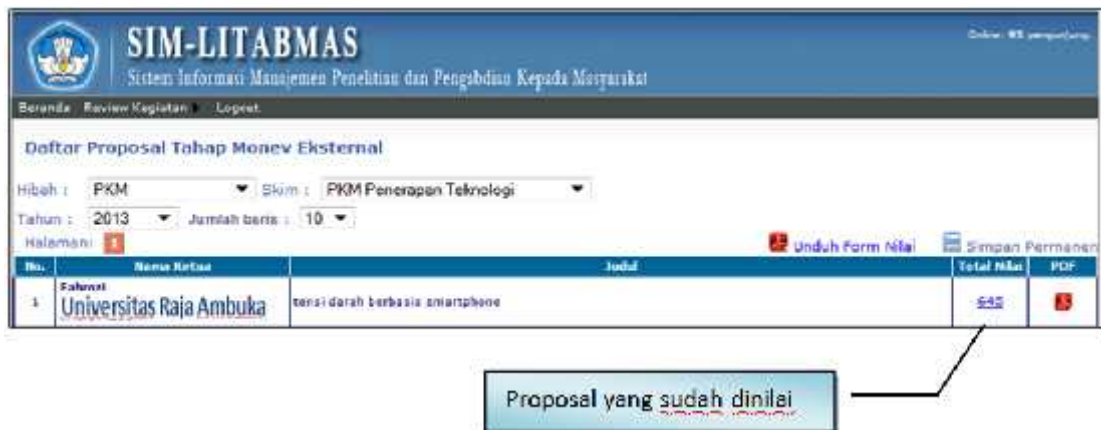 SIM-LITABMAS
Sistem Informasi Manajemen Penelitian dan Pengabdian Kepada Masyarakat
Beranda Review Kegiatan Logout
Daftar Proposal Tahap Monev Eksternal
Hibah : PKM Skim : PKM Penerapan Teknologi
Tahun : 2013 Jumlah baris : 10
Halaman: 1 Unduh Form Nilai Simpan Permanen
No. Nama Ketua Judul Total Nilai PDF
1 Rahmat
Universitas Raja Ambuka tensi darah berbasis smartphone 645
Proposal yang sudah dinilai